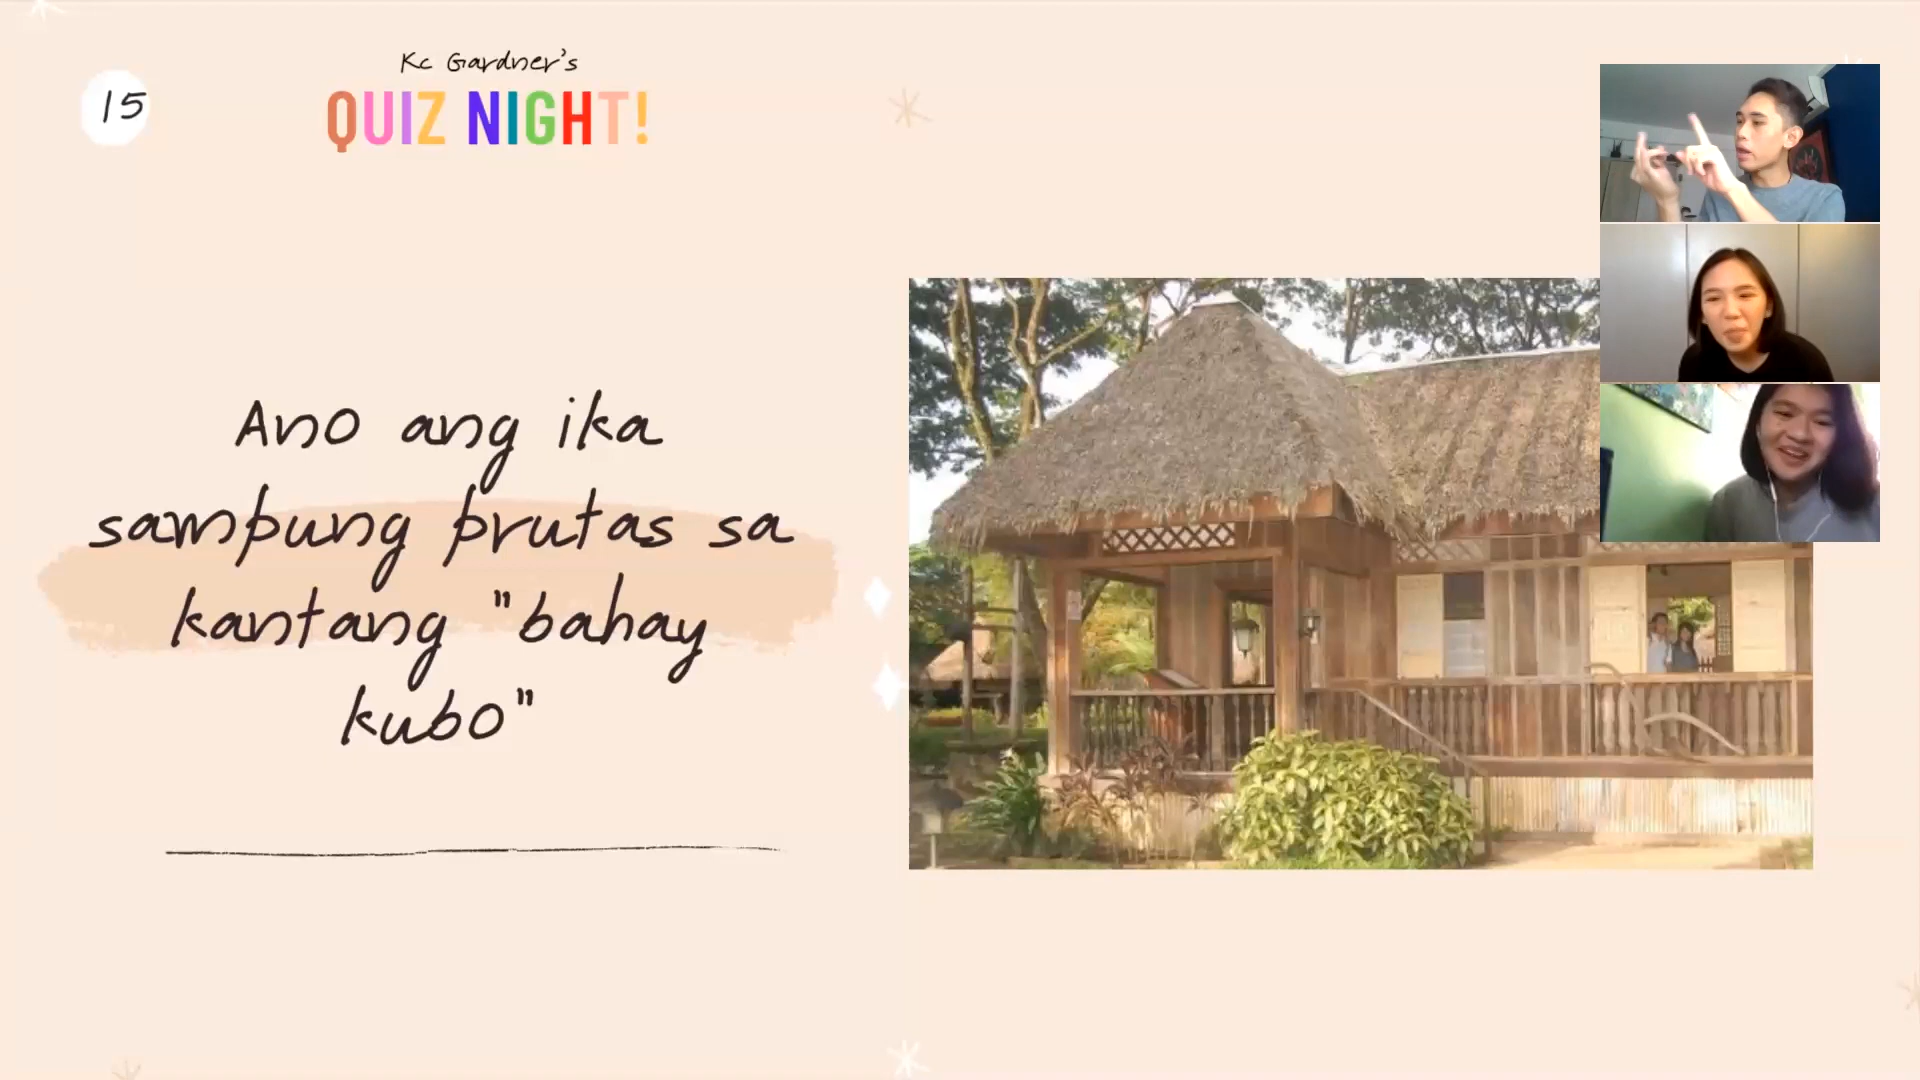 15
Kc Gardner's
QUIZ NIGHT!
Ano ang ika
sampung prutas sa
kantang "bahay
kubo"